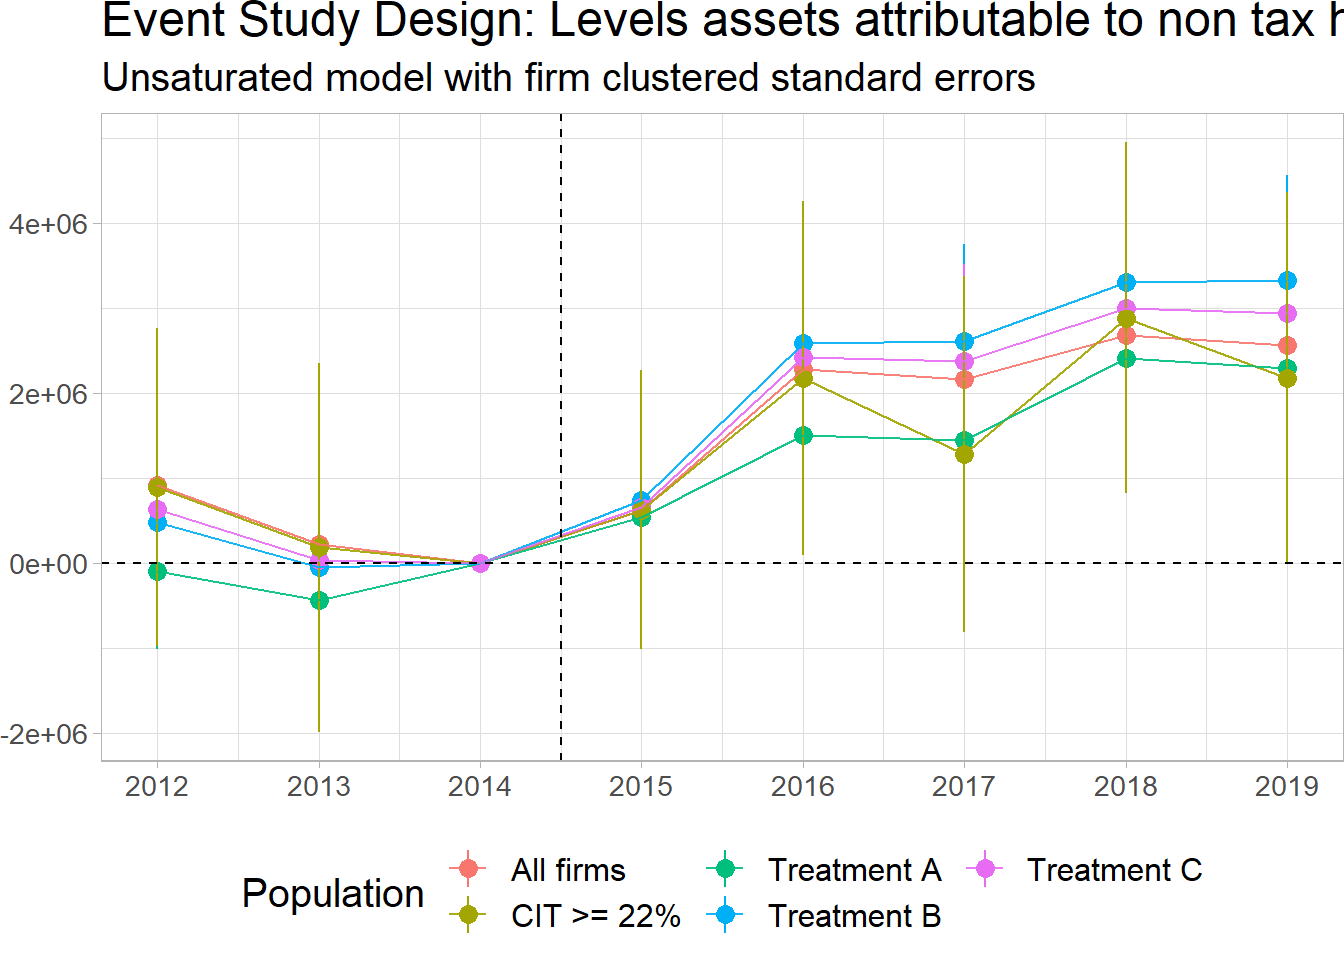 Event Study Design: Levels assets attributable to non tax h
Unsaturated model with firm clustered standard errors
4e+06
2e+06
0e+00
-2e+06
2012 2013 2014 2015 2016 2017 2018 2019
Population
All firms
CIT >= 22%
Treatment A
Treatment B
Treatment C